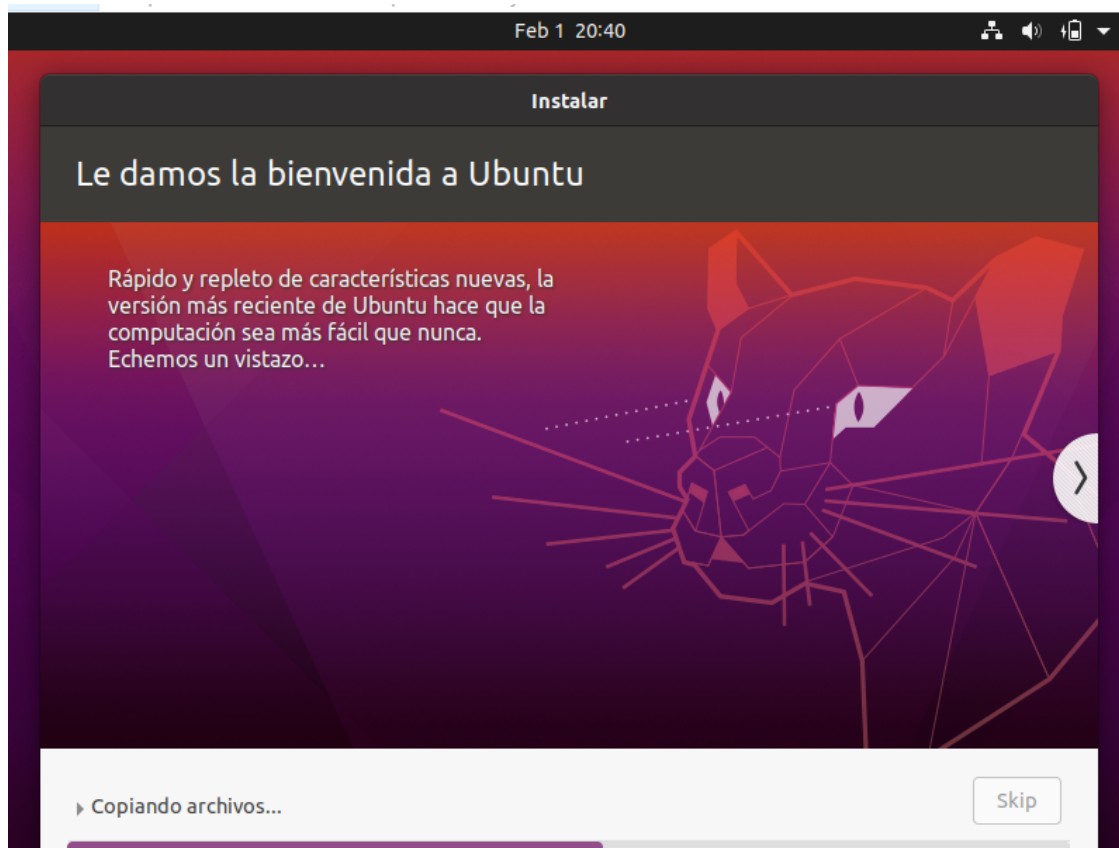 Feb 1 20:40
Instalar
Le damos la bienvenida a Ubuntu
Rápido y repleto de características nuevas, la
versión más reciente de Ubuntu hace que la
computación sea más fácil que nunca.
Echemos un vistazo...
Copiando archivos...
Skip